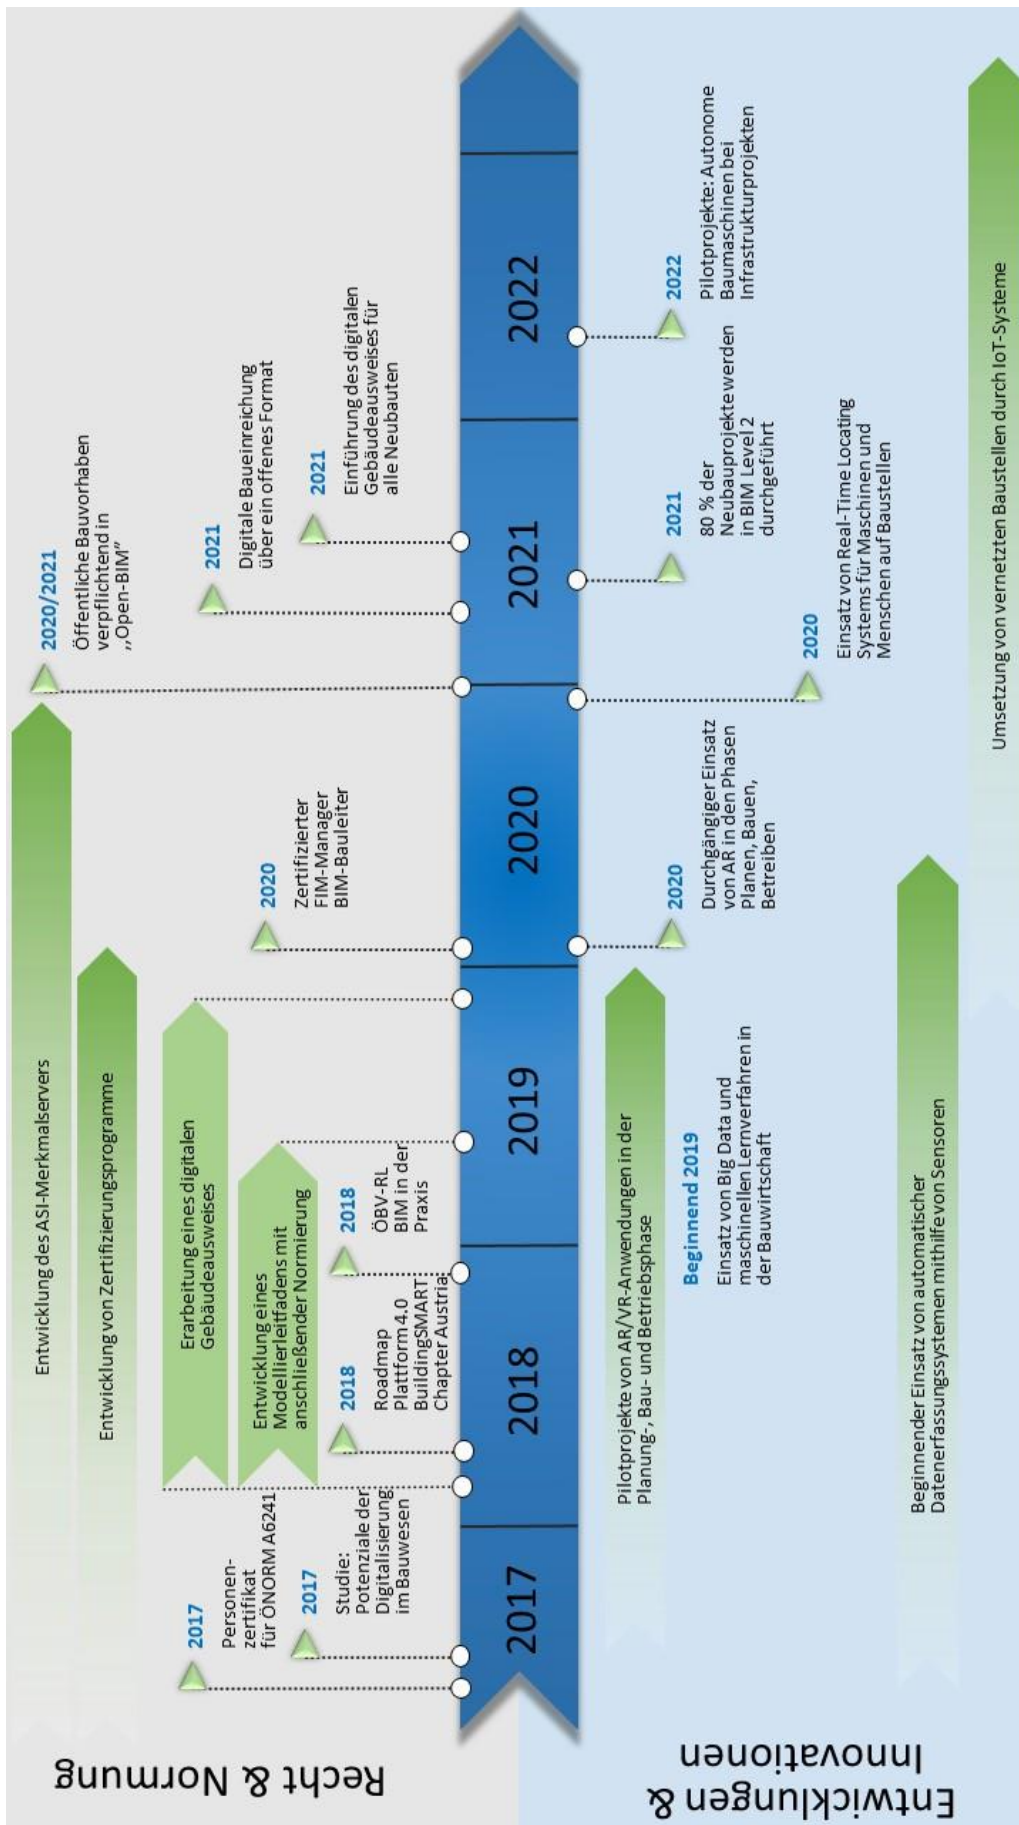 Recht & Normung
Entwicklung des ASI-Merkmalservers
Entwicklung von Zertifizierungsprogramme
Erarbeitung eines digitalen
Gebäudeausweises
Entwicklung eines
Modellierleitfadens mit
anschließender Normierung
2017
Personen-
zertifikat
für ÖNORM A6241
2017
Studie:
Potenziale der
Digitalisierung
im Bauwesen
2018
Roadmap
Plattform 4.0
BuildingSMART
Chapter Austria
2018
ÖBV-RL
BIM in der
Praxis
2020
Zertifizierter
FIM-Manager
BIM-Bauleiter
2020/2021
Öffentliche Bauvorhaben
verpflichtend in
,,Open-BIM”
2021
Digitale Baueinreichung
über ein offenes Format
2021
Einführung des digitalen
Gebäudeausweises für
alle Neubauten
2017
2018
2019
2020
2021
2022
Entwicklungen &
Innovationen
Pilotprojekte von AR/VR-Anwendungen in der
Planung-, Bau- und Betriebsphase
Beginnend 2019
Einsatz von Big Data und
maschinellen Lernverfahren in
der Bauwirtschaft
2020
Durchgängiger Einsatz
von AR in den Phasen
Planen, Bauen,
Betreiben
2020
Einsatz von Real-Time Locating
Systems für Maschinen und
Menschen auf Baustellen
2021
80 % der
Neubauprojekte werden
in BIM Level 2
durchgeführt
2022
Pilotprojekte: Autonome
Baumaschinen bei
Infrastrukturprojekten
Beginnender Einsatz von automatischer
Datenerfassungssystemen mithilfe von Sensoren
Umsetzung von vernetzten Baustellen durch IoT-Systeme